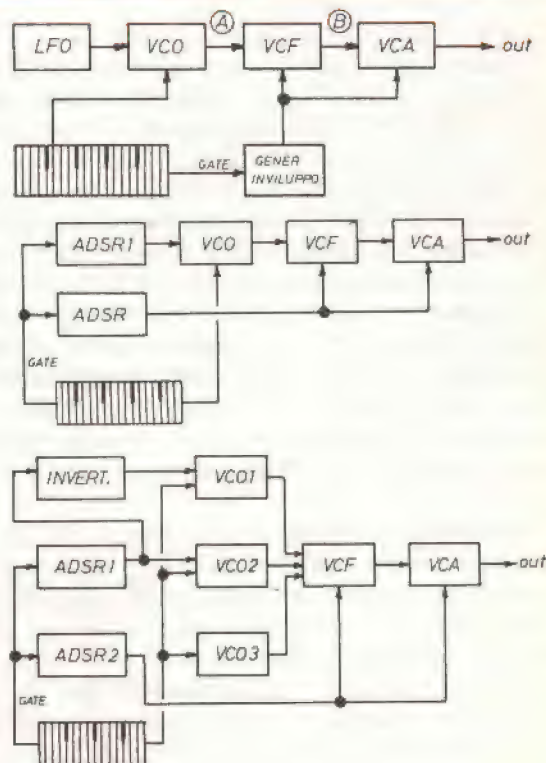 A B
LFO VCO VCF VCA out
GATE GENER
INVILUPPO
ADSR1 VCO VCF VCA out
ADSR
GATE
INVERT. VCO1
ADSR1 VCO2 VCF VCA out
ADSR2 VCO3
GATE